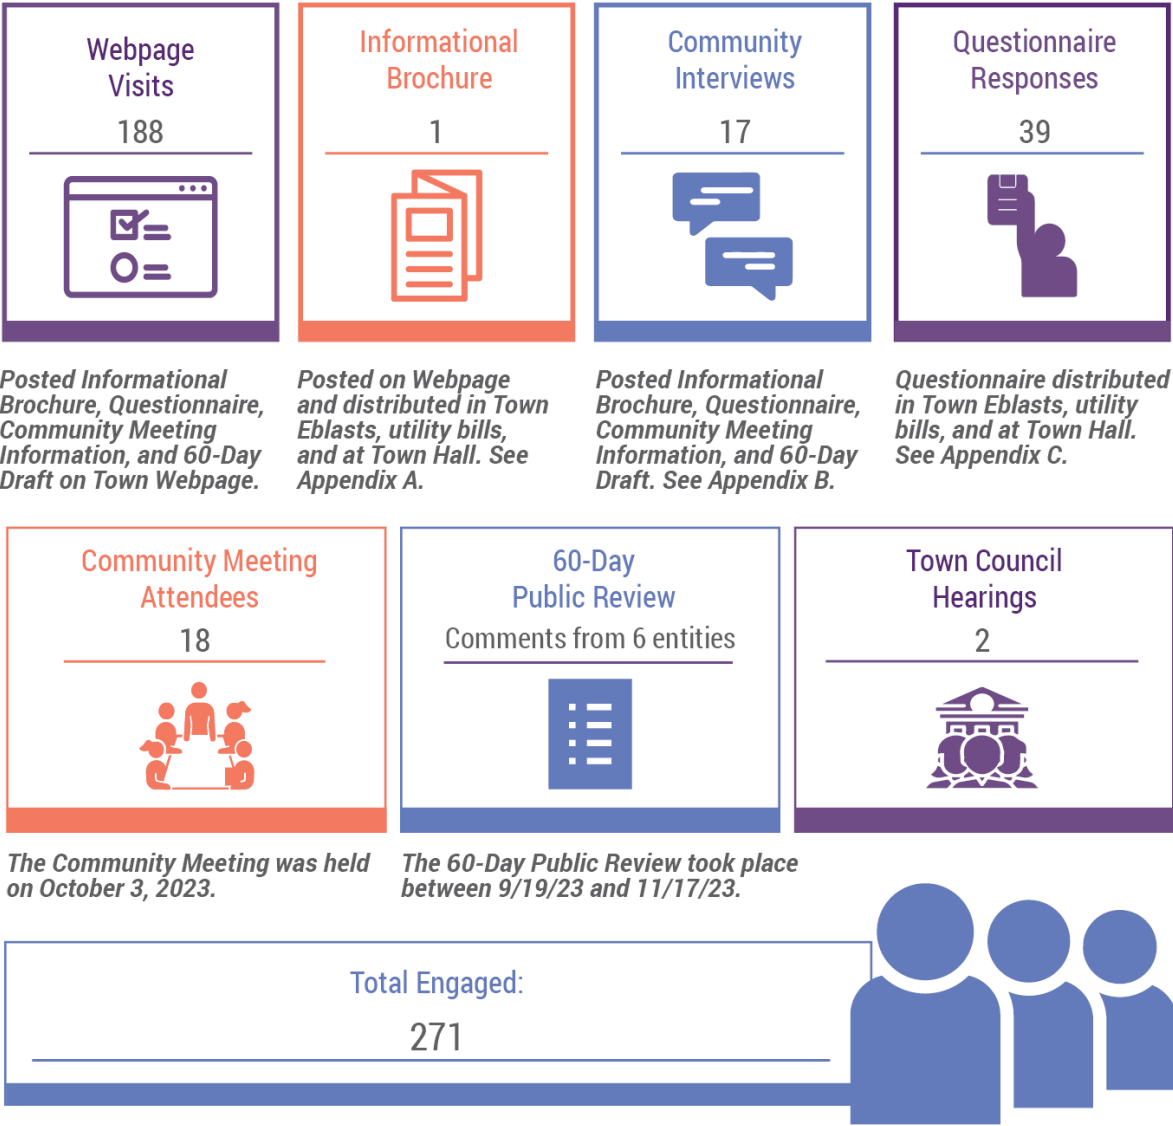 Webpage
Visits
188
Informational
Brochure
1
Community
Interviews
17
Questionnaire
Responses
39
Posted Informational
Brochure, Questionnaire,
Community Meeting
Information, and 60-Day
Draft on Town Webpage.
Posted on Webpage
and distributed in Town
Eblasts, utility bills,
and at Town Hall. See
Appendix A.
Posted Informational
Brochure, Questionnaire,
Community Meeting
Information, and 60-Day
Draft. See Appendix B.
Questionnaire distributed
in Town Eblasts, utility
bills, and at Town Hall.
See Appendix C.
Community Meeting
Attendees
18
60-Day
Public Review
Comments from 6 entities
Town Council
Hearings
2
The Community Meeting was held
on October 3, 2023.
The 60-Day Public Review took place
between 9/19/23 and 11/17/23.
Total Engaged:
271